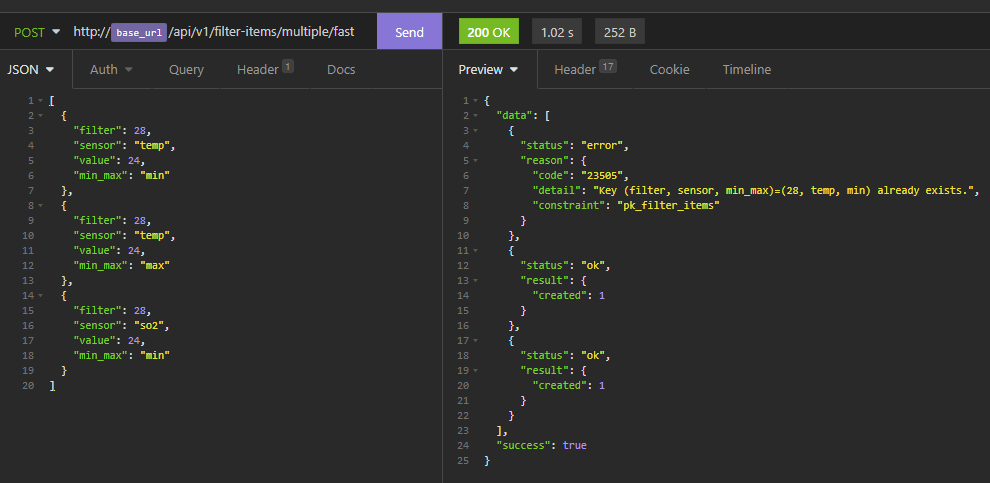 POST http://base_url/api/v1/filter-items/multiple/fast Send 200 OK 1.02 s 252 B
JSON Auth Query Header 1 Docs
1 [
2 {
3 "filter": 28,
4 "sensor": "temp",
5 "value": 24,
6 "min_max": "min"
7 },
8 {
9 "filter": 28,
10 "sensor": "temp",
11 "value": 24,
12 "min_max": "max"
13 },
14 {
15 "filter": 28,
16 "sensor": "so2",
17 "value": 24,
18 "min_max": "min"
19 }
20 ]
Preview Header 17 Cookie Timeline
1 {
2 "data": [
3 {
4 "status": "error",
5 "reason": {
6 "code": "23505",
7 "detail": "Key (filter, sensor, min_max)=(28, temp, min) already exists.",
8 "constraint": "pk_filter_items"
9 }
10 },
11 {
12 "status": "ok",
13 "result": {
14 "created": 1
15 }
16 },
17 {
18 "status": "ok",
19 "result": {
20 "created": 1
21 }
22 }
23 ],
24 "success": true
25 }